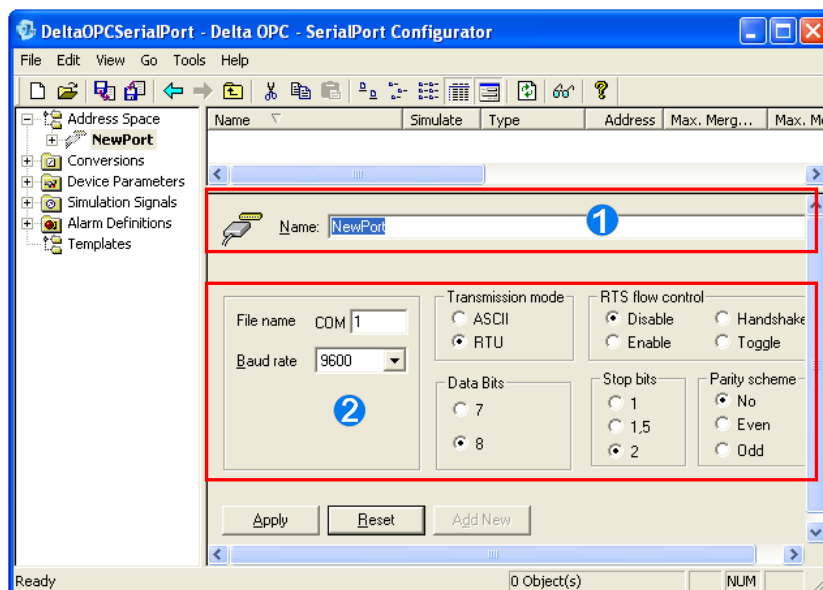 DeltaOPCSerialPort - Delta OPC - SerialPort Configurator
File Edit View Go Tools Help
Address Space
NewPort
Conversions
Device Parameters
Simulation Signals
Alarm Definitions
Templates
Name Simulate Type Address Max. Merg... Max. M
1
Name: NewPort
File name COM 1
Baud rate 9600
2
Transmission mode
ASCII
RTU
RTS flow control
Disable Handshake
Enable Toggle
Data Bits
7
8
Stop bits
1
1,5
2
Parity scheme
No
Even
Odd
Apply Reset Add New
Ready 0 Object(s) NUM